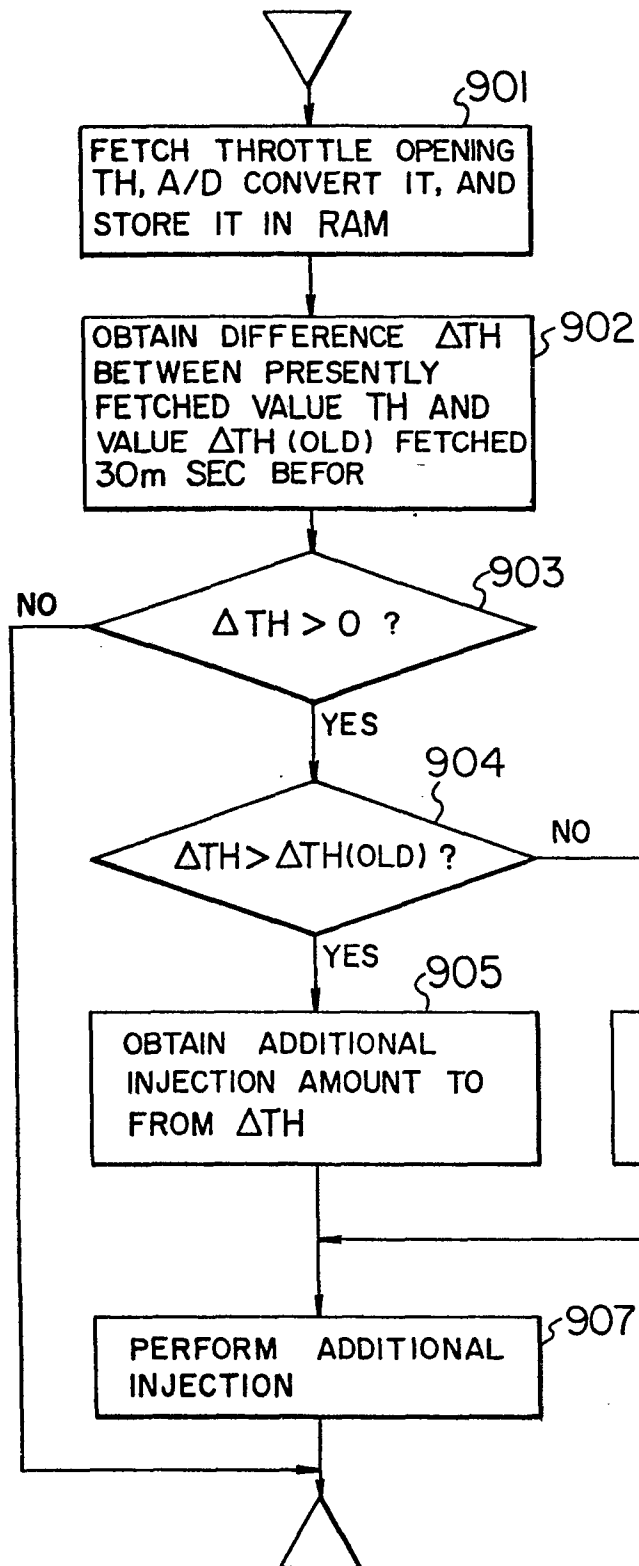 901
FETCH THROTTLE OPENING
TH, A/D CONVERT IT, AND
STORE IT IN RAM
902
OBTAIN DIFFERENCE ΔTH
BETWEEN PRESENTLY
FETCHED VALUE TH AND
VALUE ΔTH (OLD) FETCHED
30m SEC BEFOR
903
NO
ΔTH > 0 ?
YES
904
NO
ΔTH > ΔTH(OLD) ?
YES
905
OBTAIN ADDITIONAL
INJECTION AMOUNT TO
FROM ΔTH
907
PERFORM ADDITIONAL
INJECTION